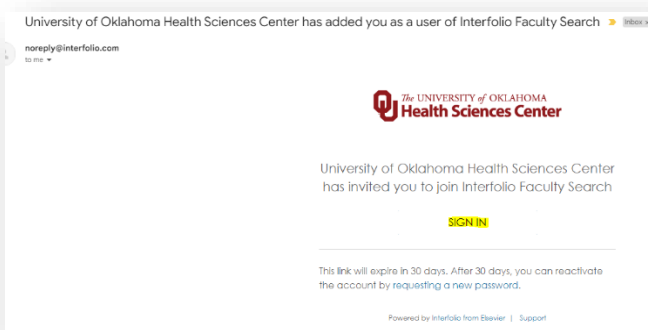 University of Oklahoma Health Sciences Center has added you as a user of Interfolio Faculty Search Inbox x
noreply@interfolio.com
to me
The UNIVERSITY of OKLAHOMA
Health Sciences Center
University of Oklahoma Health Sciences Center
has invited you to join Interfolio Faculty Search
SIGN IN
This link will expire in 30 days. After 30 days, you can reactivate
the account by requesting a new password.
Powered by Interfolio from Elsevier | Support